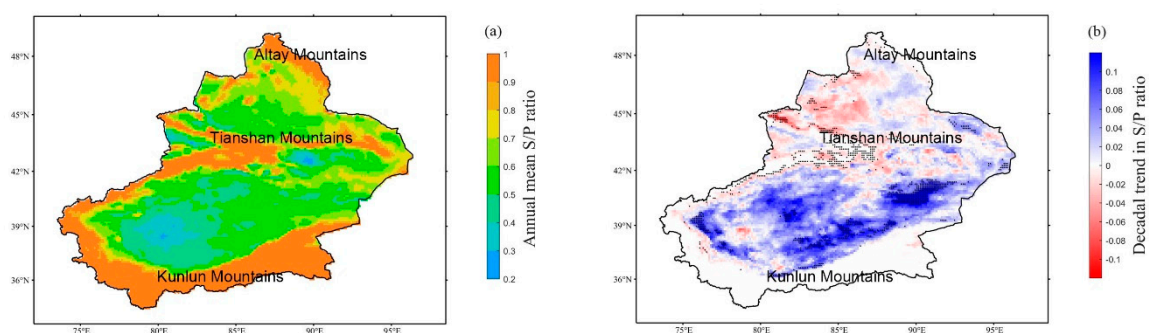 (a)
Altay Mountains
Tianshan Mountains
Kunlun Mountains
48°N
45°N
42°N
39°N
36°N
75°E 80°E 85°E 90°E 95°E
1
0.9
0.8
0.7
0.6
0.5
0.4
0.3
0.2
Annual mean S/P ratio
(b)
Altay Mountains
Tianshan Mountains
Kunlun Mountains
48°N
45°N
42°N
39°N
36°N
75°E 80°E 85°E 90°E 95°E
0.1
0.08
0.06
0.04
0.02
0
-0.02
-0.04
-0.06
-0.08
-0.1
Decadal trend in S/P ratio